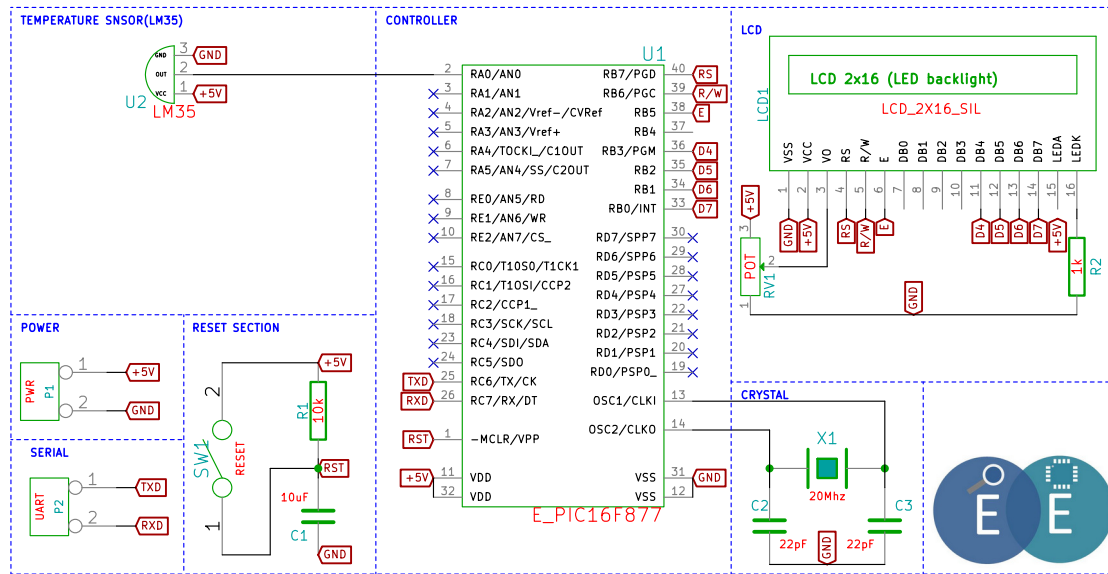 TEMPERATURE SNSOR(LM35)
GND 3 GND
OUT 2
VCC 1 +5V
U2
LM35
CONTROLLER
U1
2 RA0/AN0
3 RA1/AN1
4 RA2/AN2/Vref-/CVRef
5 RA3/AN3/Vref+
6 RA4/TOCKI_/C1OUT
7 RA5/AN4/SS/C2OUT
8 RE0/AN5/RD
9 RE1/AN6/WR
10 RE2/AN7/CS_
15 RC0/T1OSO/T1CK1
16 RC1/T1OSI/CCP2
17 RC2/CCP1_
18 RC3/SCK/SCL
23 RC4/SDI/SDA
24 RC5/SDO
TXD 25 RC6/TX/CK
RXD 26 RC7/RX/DT
RST 1 -MCLR/VPP
+5V 11 VDD
32 VDD
RB7/PGD 40 RS
RB6/PGC 39 R/W
RB5 38 E
RB4 37
RB3/PGM 36 D4
RB2 35 D5
RB1 34 D6
RB0/INT 33 D7
RD7/SPP7 30
RD6/SPP6 29
RD5/PSP5 28
RD4/PSP4 27
RD3/PSP3 22
RD2/PSP2 21
RD1/PSP1 20
RD0/PSP0_ 19
OSC1/CLKI 13
OSC2/CLKO 14
VSS 31 GND
VSS 12
E_PIC16F877
LCD
LCD 2x16 (LED backlight)
LCD_2X16_SIL
LCD1
VSS VCC VO RS R/W E DB0 DB1 DB2 DB3 DB4 DB5 DB6 DB7 LEDA LEDK
1 2 3 4 5 6 7 8 9 10 11 12 13 14 15 16
GND +5V RS R/W E D4 D5 D6 D7 +5V
+5V
3
POT 2
RV1
1
GND
1k R2
POWER
PWR P1
1 +5V
2 GND
SERIAL
UART P2
1 TXD
2 RXD
RESET SECTION
+5V
2
R1 10k
SW1 RESET
RST
10uF
1
C1
GND
CRYSTAL
X1
20Mhz
C2 C3
22pF GND 22pF
E E